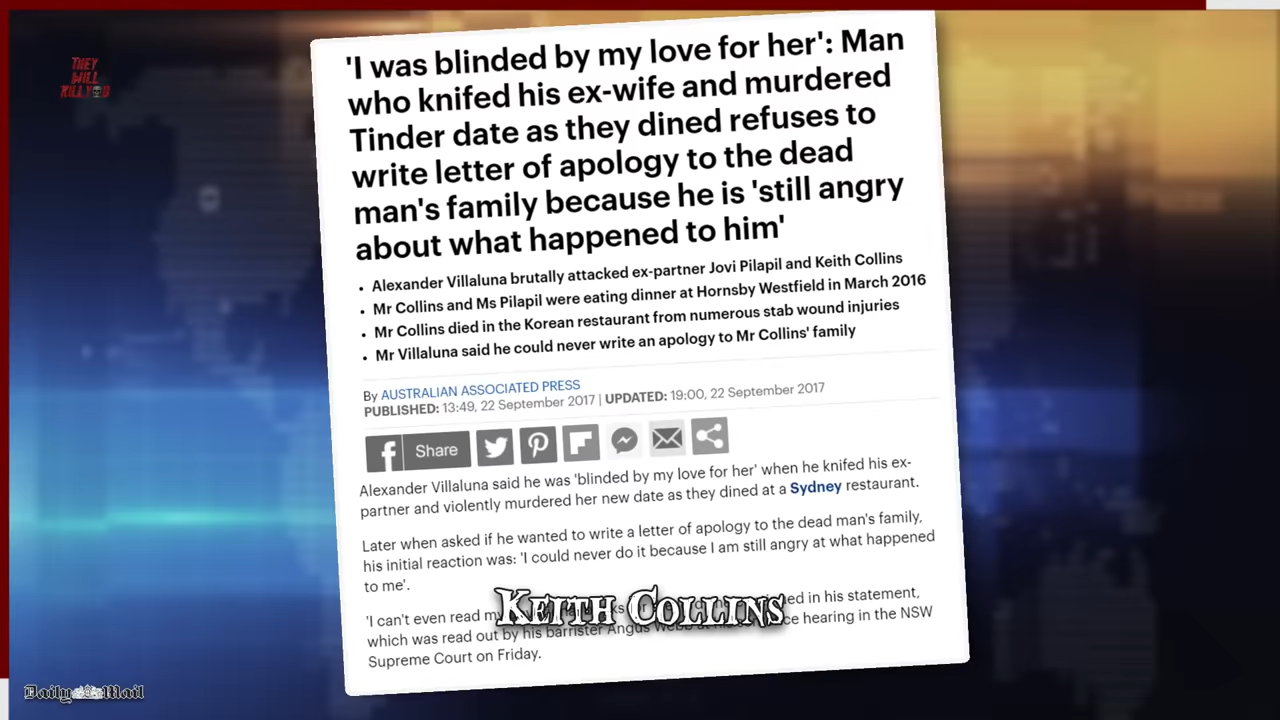 THEY
WILL
KILL YOU
'I was blinded by my love for her': Man
who knifed his ex-wife and murdered
Tinder date as they dined refuses to
write letter of apology to the dead
man's family because he is 'still angry
about what happened to him'
• Alexander Villaluna brutally attacked ex-partner Jovi Pilapil and Keith Collins
• Mr Collins and Ms Pilapil were eating dinner at Hornsby Westfield in March 2016
• Mr Collins died in the Korean restaurant from numerous stab wound injuries
• Mr Villaluna said he could never write an apology to Mr Collins' family
By AUSTRALIAN ASSOCIATED PRESS
PUBLISHED: 13:49, 22 September 2017 | UPDATED: 19:00, 22 September 2017
Share
Alexander Villaluna said he was 'blinded by my love for her' when he knifed his ex-
partner and violently murdered her new date as they dined at a Sydney restaurant.
Later when asked if he wanted to write a letter of apology to the dead man's family,
his initial reaction was: 'I could never do it because I am still angry at what happened
to me'.
'I can't even read in his statement,
which was read out by his barrister Angus hearing in the NSW
Supreme Court on Friday.
Keith Collins
Daily Mail